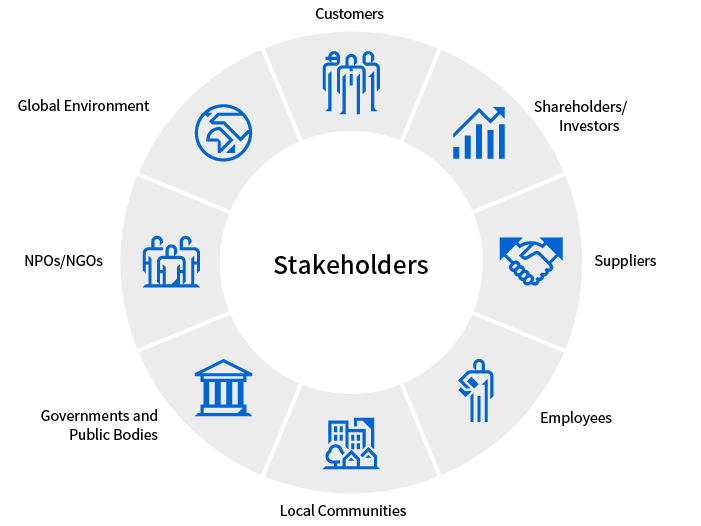 Customers
Shareholders/
Investors
Suppliers
Employees
Local Communities
Governments and
Public Bodies
NPOs/NGOs
Global Environment
Stakeholders